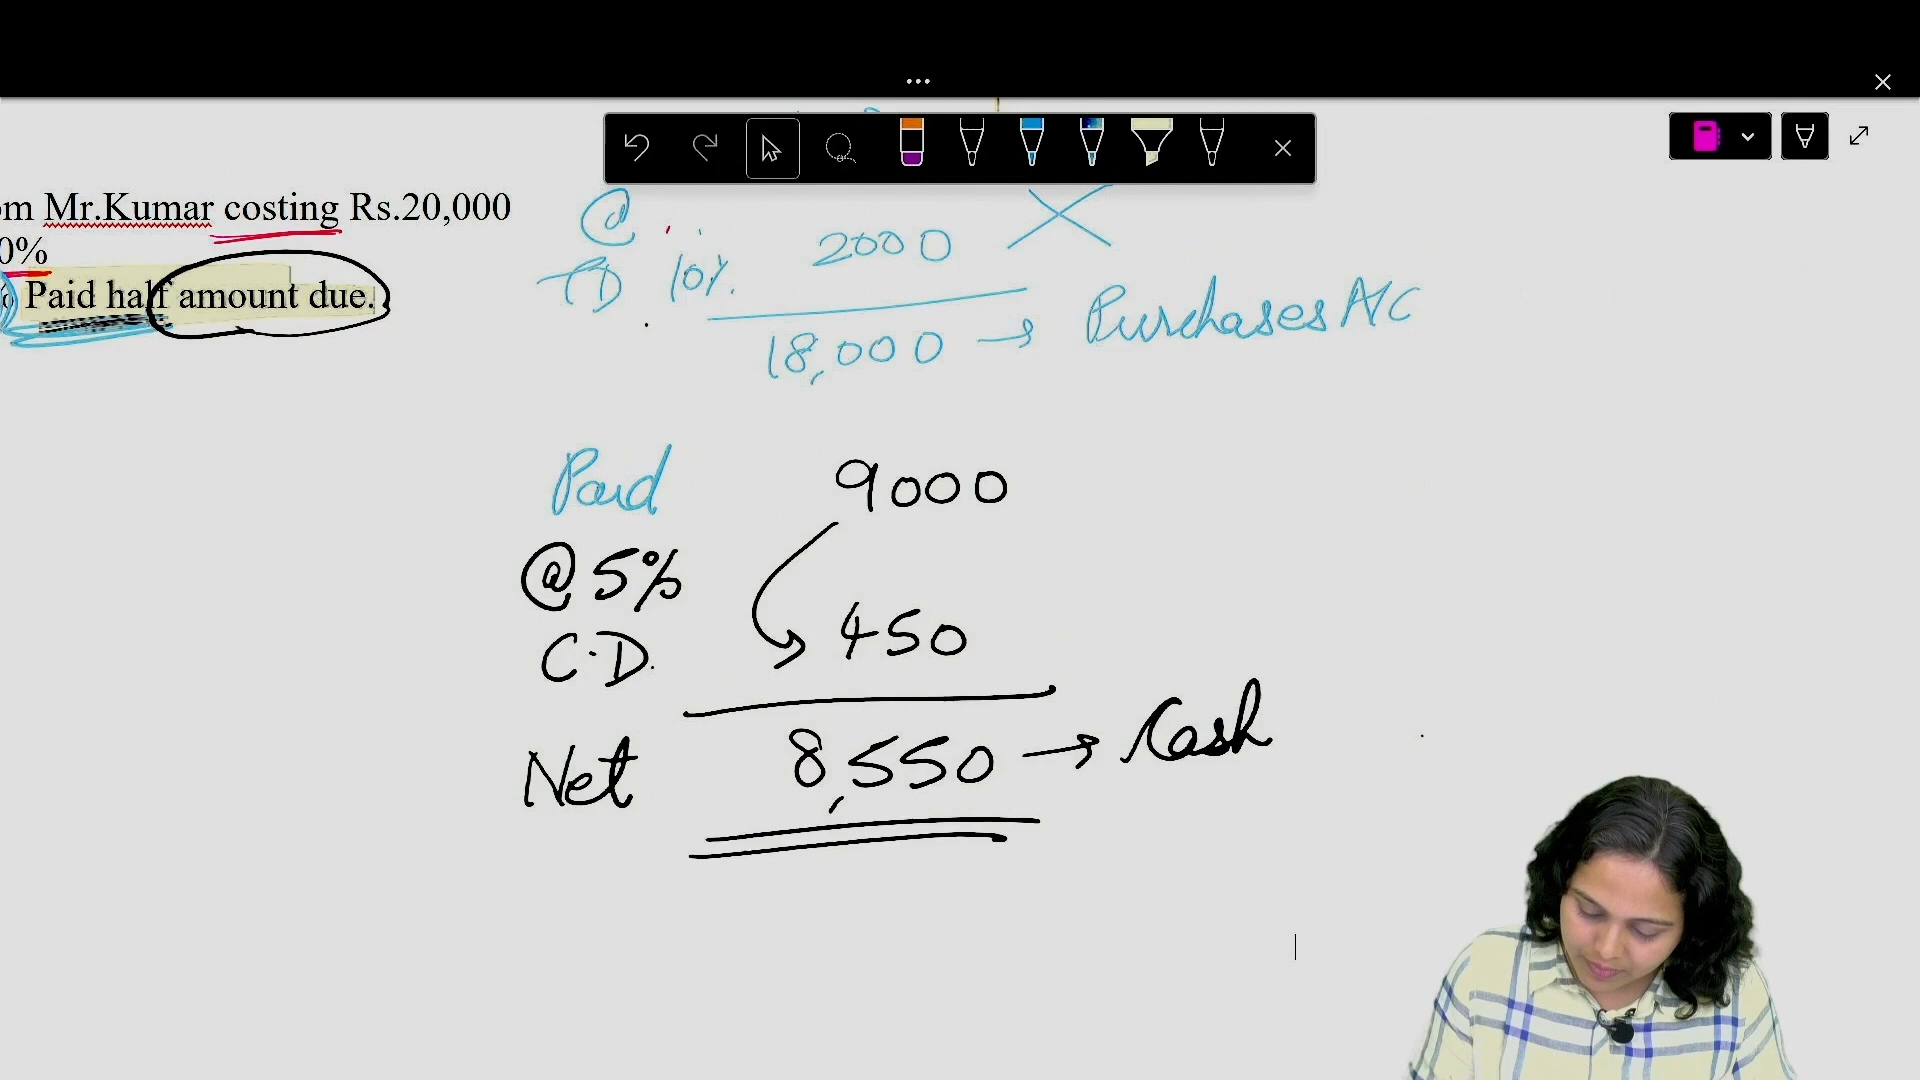 om Mr.Kumar costing Rs.20,000
0%
Paid half amount due.
@
TD 10%. 2000
18,000 → Purchases A/C
Paid 9000
@ 5%
C.D. 450
Net 8,550 → Cash